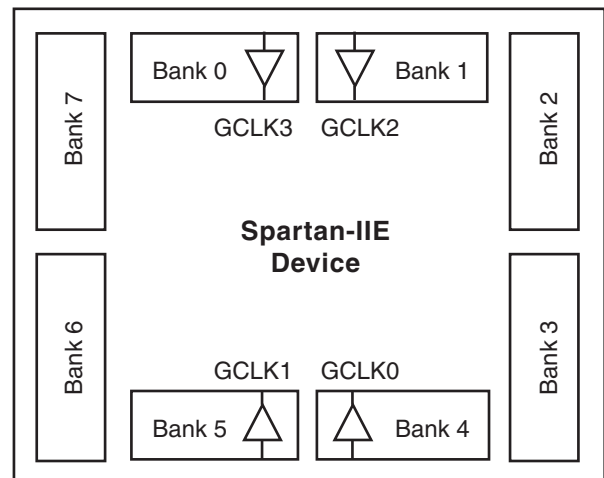 Bank 0
Bank 1
GCLK3
GCLK2
Bank 7
Bank 2
Spartan-IIE
Device
Bank 6
Bank 3
GCLK1
GCLK0
Bank 5
Bank 4